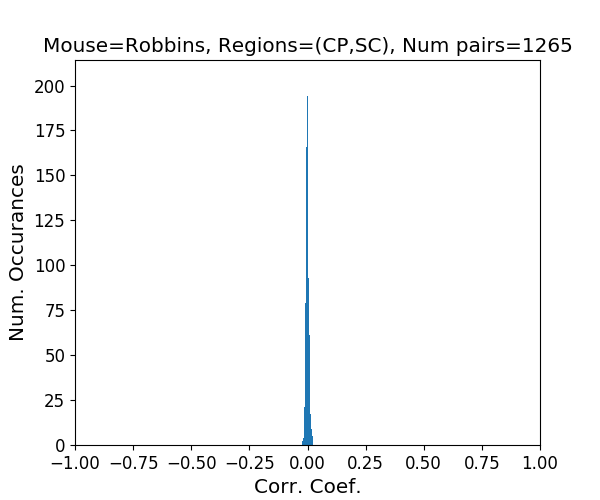 Mouse=Robbins, Regions=(CP,SC), Num pairs=1265
Num. Occurances
200
175
150
125
100
75
50
25
0
−1.00 −0.75 −0.50 −0.25 0.00 0.25 0.50 0.75 1.00
Corr. Coef.